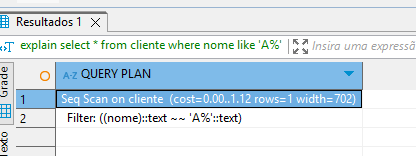 Resultados 1
explain select * from cliente where nome like 'A%'
Insira uma expressã
Grade
A-Z QUERY PLAN
1 Seq Scan on cliente (cost=0.00..1.12 rows=1 width=702)
2 Filter: ((nome)::text ~~ 'A%'::text)
Texto